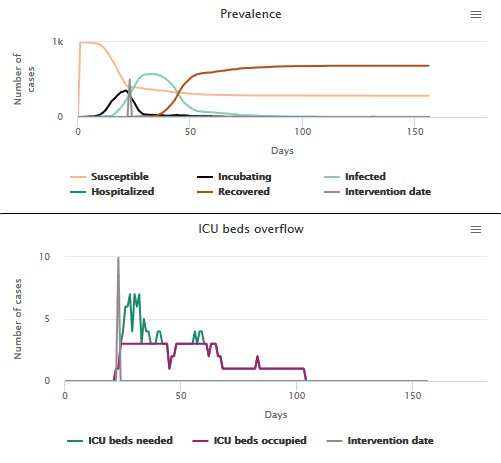 Prevalence
1k
0
Number of
cases
0
50
100
150
Days
Susceptible
Incubating
Infected
Hospitalized
Recovered
Intervention date
ICU beds overflow
10
5
0
Number of cases
0
50
100
150
Days
ICU beds needed
ICU beds occupied
Intervention date